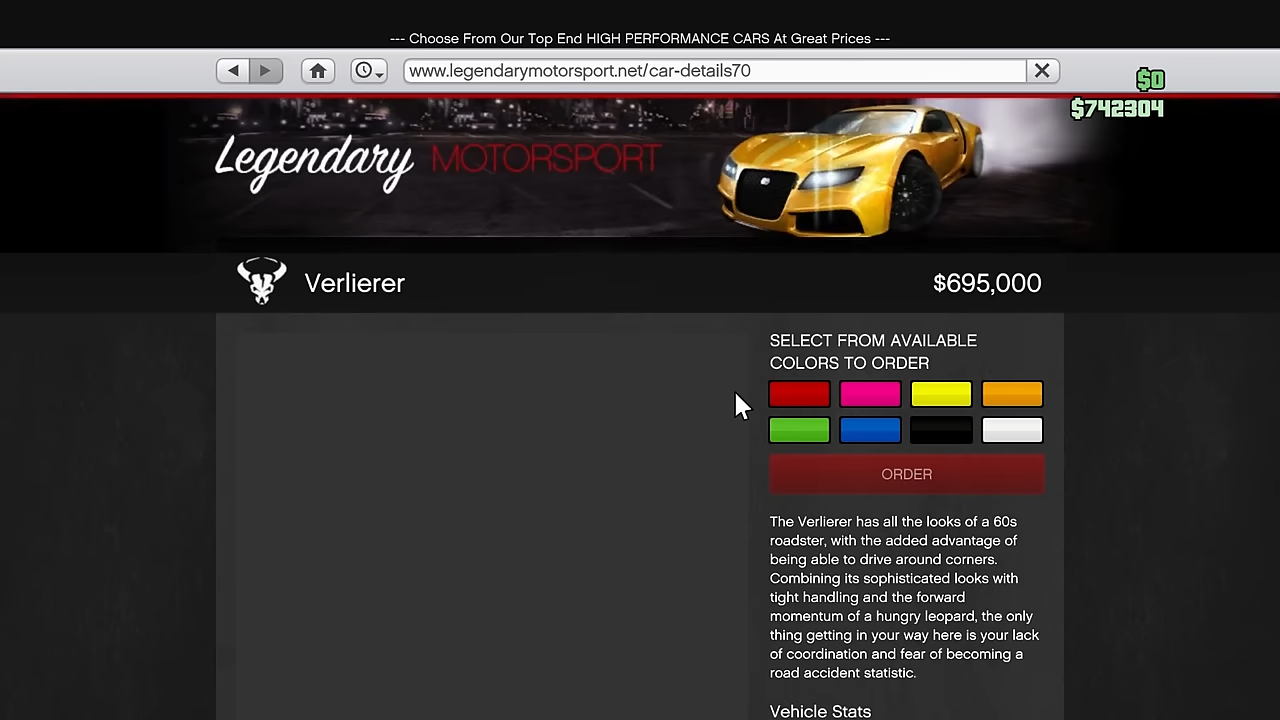 --- Choose From Our Top End HIGH PERFORMANCE CARS At Great Prices ---
www.legendarymotorsport.net/car-details70
$0
$742304
Legendary MOTORSPORT
Verlierer
$695,000
SELECT FROM AVAILABLE
COLORS TO ORDER
ORDER
The Verlierer has all the looks of a 60s
roadster, with the added advantage of
being able to drive around corners.
Combining its sophisticated looks with
tight handling and the forward
momentum of a hungry leopard, the only
thing getting in your way here is your lack
of coordination and fear of becoming a
road accident statistic.
Vehicle Stats